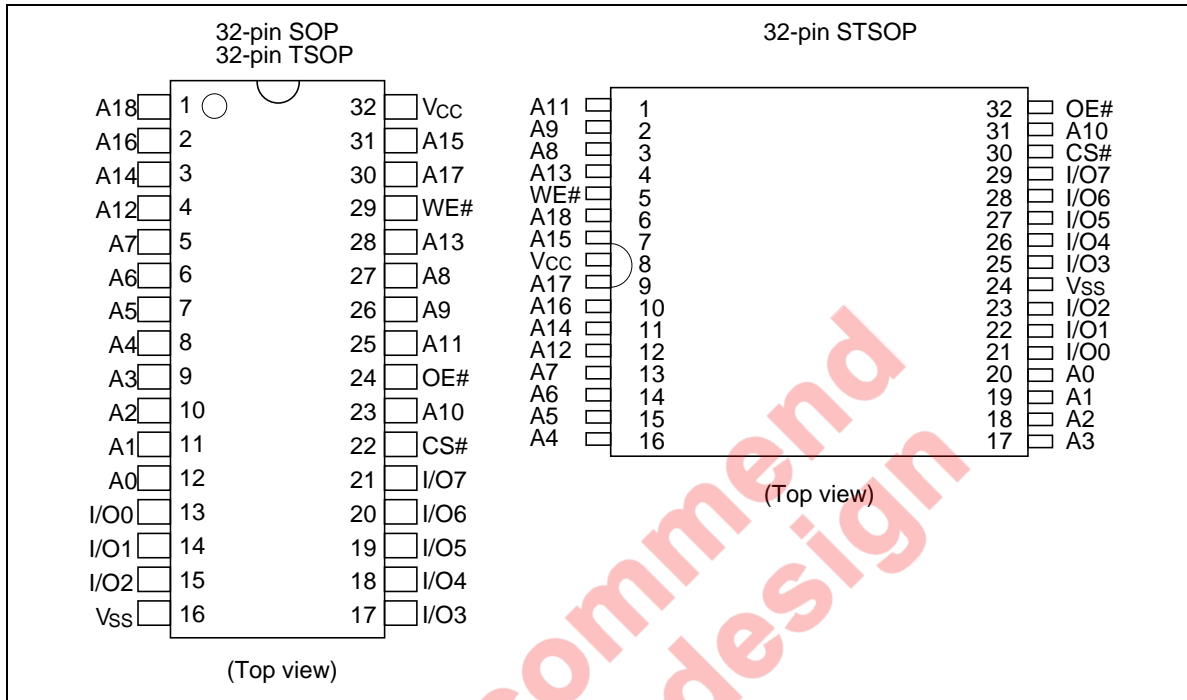 32-pin SOP
32-pin TSOP
A18 1 32 VCC
A16 2 31 A15
A14 3 30 A17
A12 4 29 WE#
A7 5 28 A13
A6 6 27 A8
A5 7 26 A9
A4 8 25 A11
A3 9 24 OE#
A2 10 23 A10
A1 11 22 CS#
A0 12 21 I/O7
I/O0 13 20 I/O6
I/O1 14 19 I/O5
I/O2 15 18 I/O4
VSS 16 17 I/O3
(Top view)
32-pin STSOP
A11 1 32 OE#
A9 2 31 A10
A8 3 30 CS#
A13 4 29 I/O7
WE# 5 28 I/O6
A18 6 27 I/O5
A15 7 26 I/O4
VCC 8 25 I/O3
A17 9 24 VSS
A16 10 23 I/O2
A14 11 22 I/O1
A12 12 21 I/O0
A7 13 20 A0
A6 14 19 A1
A5 15 18 A2
A4 16 17 A3
(Top view)
ommend
design